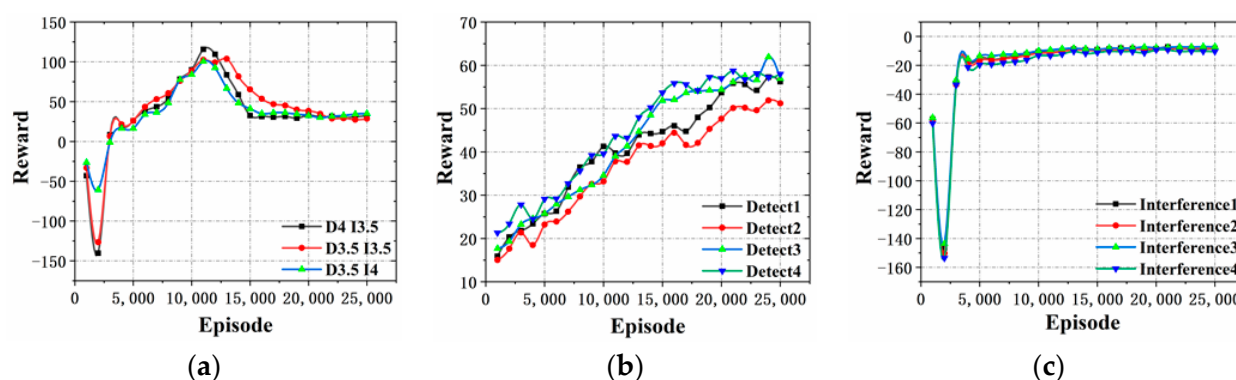 150
100
50
0
-50
-100
-150
Reward
D4 I3.5
D3.5 I3.5
D3.5 I4
0 5,000 10,000 15,000 20,000 25,000
Episode
(a)
70
60
50
40
30
20
10
Reward
Detect1
Detect2
Detect3
Detect4
0 5,000 10,000 15,000 20,000 25,000
Episode
(b)
0
-20
-40
-60
-80
-100
-120
-140
-160
Reward
Interference1
Interference2
Interference3
Interference4
0 5,000 10,000 15,000 20,000 25,000
Episode
(c)